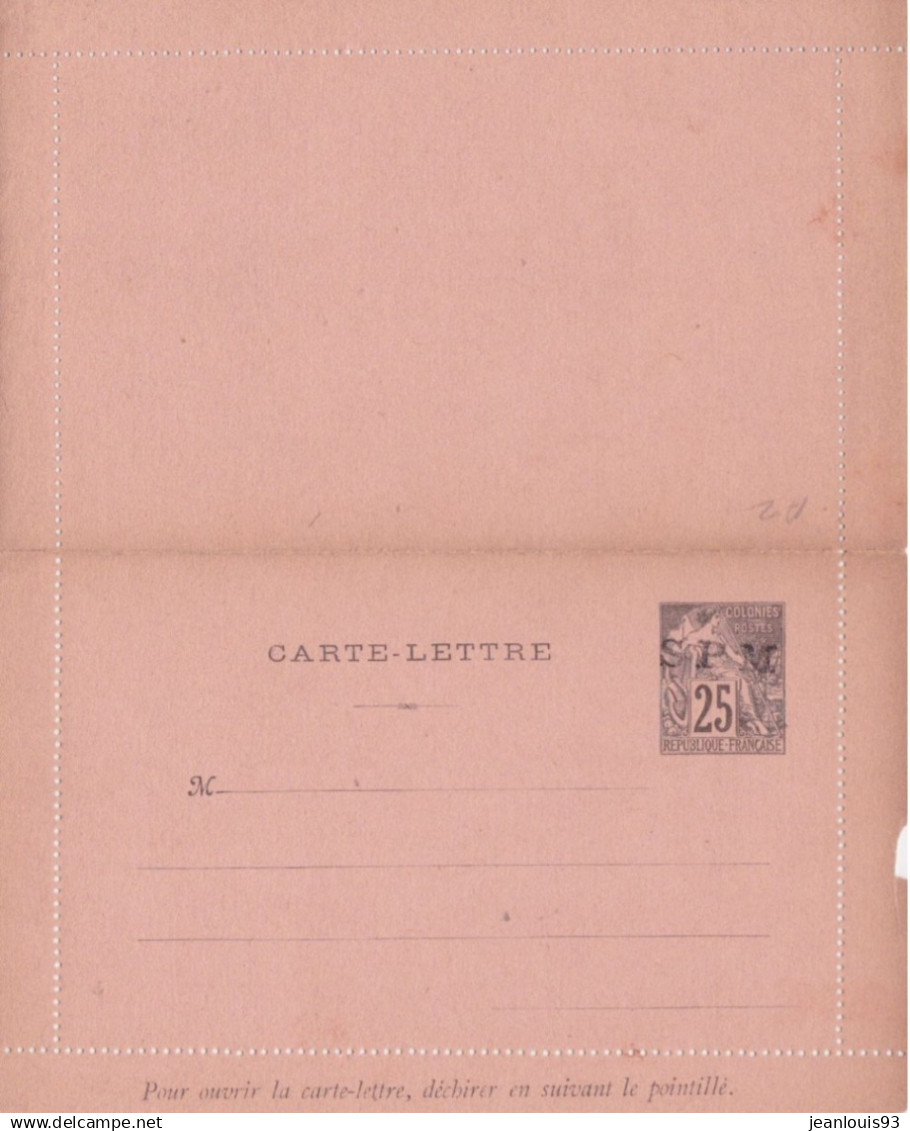 COLONIES
POSTES
CARTE-LETTRE
S P M
25
REPUBLIQUE-FRANÇAISE
M
Pour ouvrir la carte-lettre, déchirer en suivant le pointillé.
www.delcampe.net
jeanlouis93